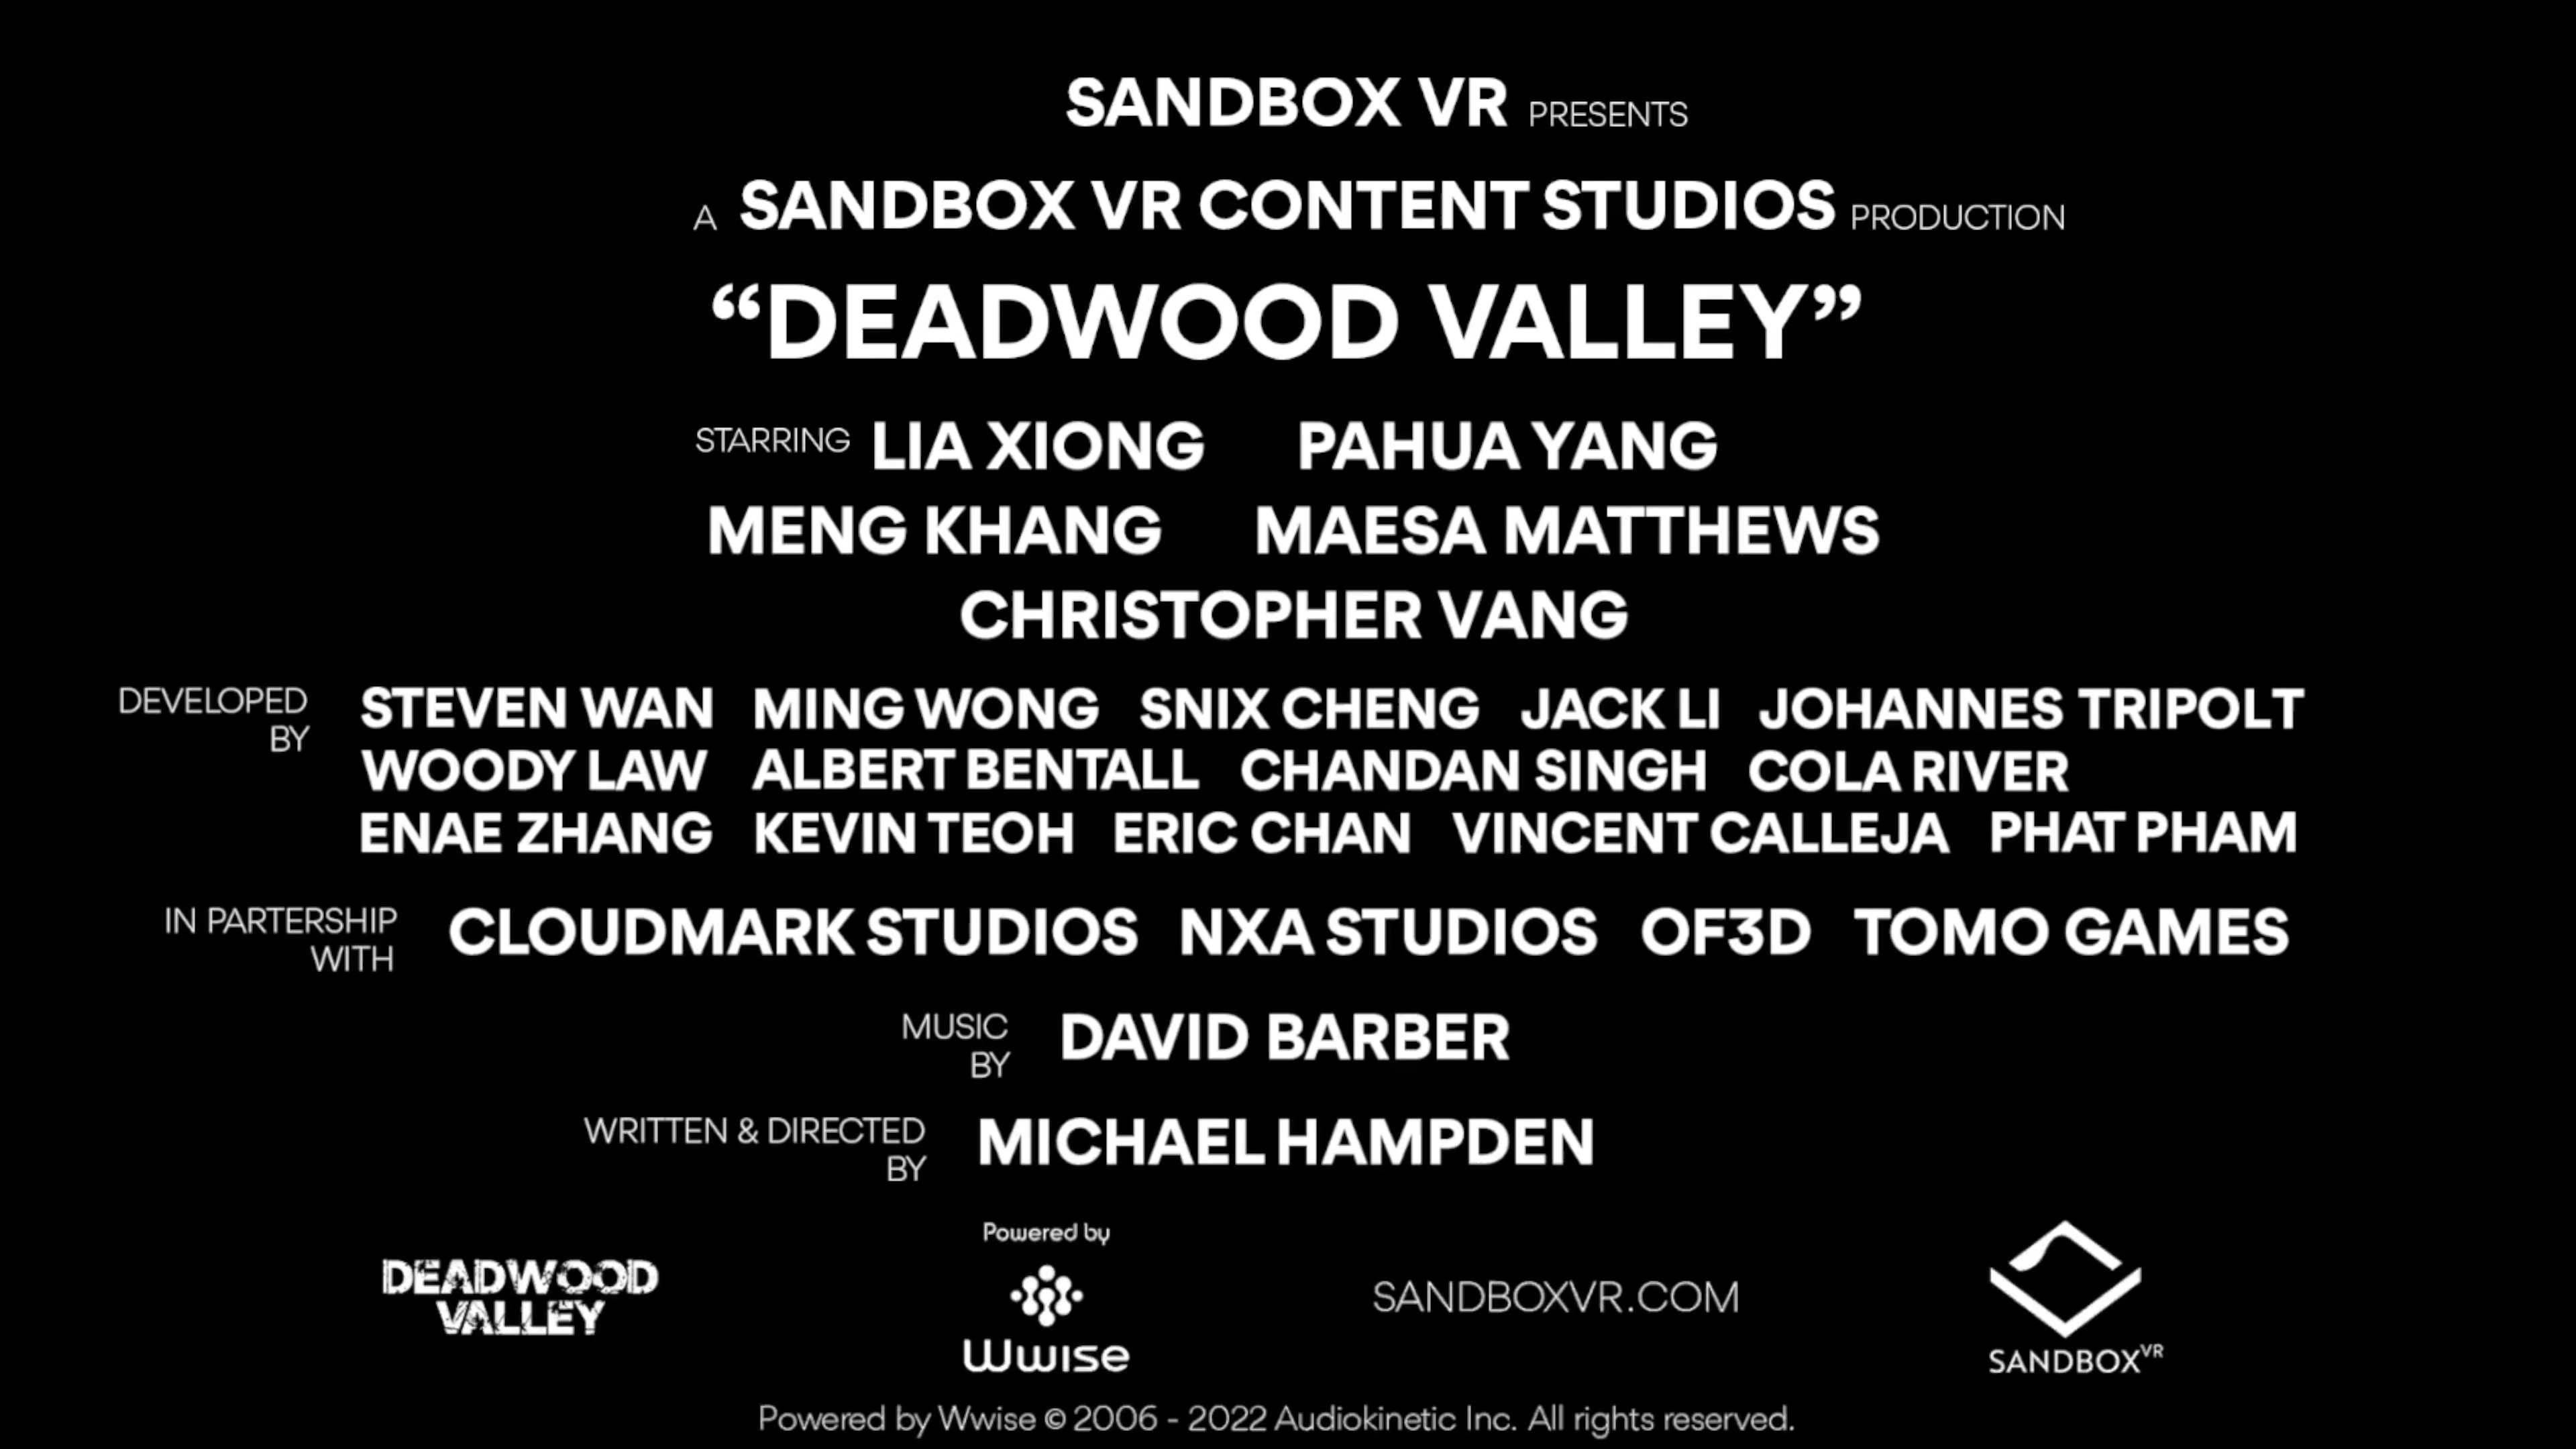 SANDBOX VR PRESENTS
A SANDBOX VR CONTENT STUDIOS PRODUCTION
“DEADWOOD VALLEY”
STARRING LIA XIONG PAHUA YANG
MENG KHANG MAESA MATTHEWS
CHRISTOPHER VANG
DEVELOPED
BY
STEVEN WAN MING WONG SNIX CHENG JACK LI JOHANNES TRIPOLT
WOODY LAW ALBERT BENTALL CHANDAN SINGH COLA RIVER
ENAE ZHANG KEVIN TEOH ERIC CHAN VINCENT CALLEJA PHAT PHAM
IN PARTERSHIP
WITH
CLOUDMARK STUDIOS NXA STUDIOS OF3D TOMO GAMES
MUSIC
BY
DAVID BARBER
WRITTEN & DIRECTED
BY
MICHAEL HAMPDEN
DEADWOOD
VALLEY
Powered by
Wwise
SANDBOXVR.COM
SANDBOX VR
Powered by Wwise © 2006 - 2022 Audiokinetic Inc. All rights reserved.